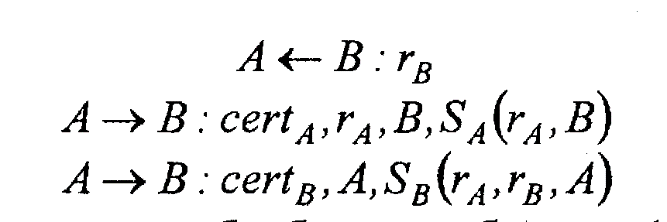 A ← B : r_B
A → B : cert_A, r_A, B, S_A(r_A, B)
A → B : cert_B, A, S_B(r_A, r_B, A)